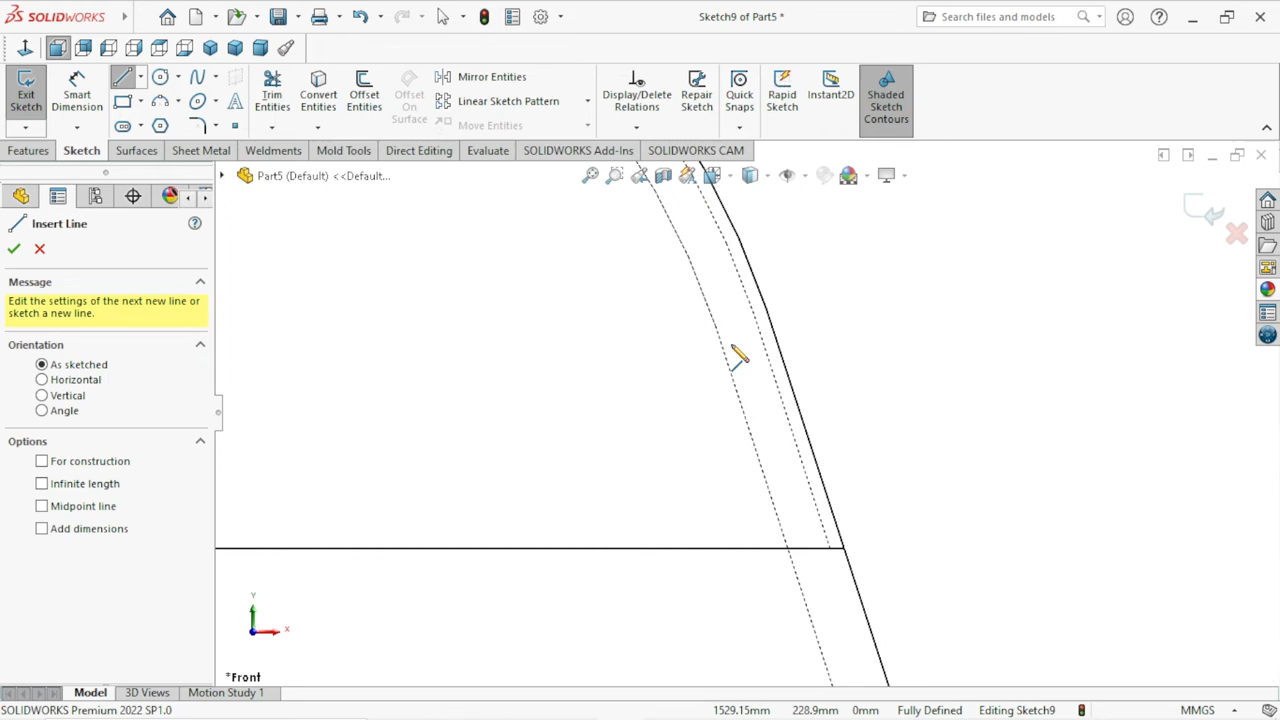 SOLIDWORKS
Sketch9 of Part5 *
Search files and models
Exit Sketch
Smart Dimension
Trim Entities
Convert Entities
Offset Entities
Offset On Surface
Mirror Entities
Linear Sketch Pattern
Move Entities
Display/Delete Relations
Repair Sketch
Quick Snaps
Rapid Sketch
Instant2D
Shaded Sketch Contours
Features
Sketch
Surfaces
Sheet Metal
Weldments
Mold Tools
Direct Editing
Evaluate
SOLIDWORKS Add-Ins
SOLIDWORKS CAM
Part5 (Default) <<Default...
Insert Line
Message
Edit the settings of the next new line or
sketch a new line.
Orientation
As sketched
Horizontal
Vertical
Angle
Options
For construction
Infinite length
Midpoint line
Add dimensions
Y
X
*Front
Model
3D Views
Motion Study 1
SOLIDWORKS Premium 2022 SP1.0
1529.15mm
228.9mm
0mm
Fully Defined
Editing Sketch9
MMGS